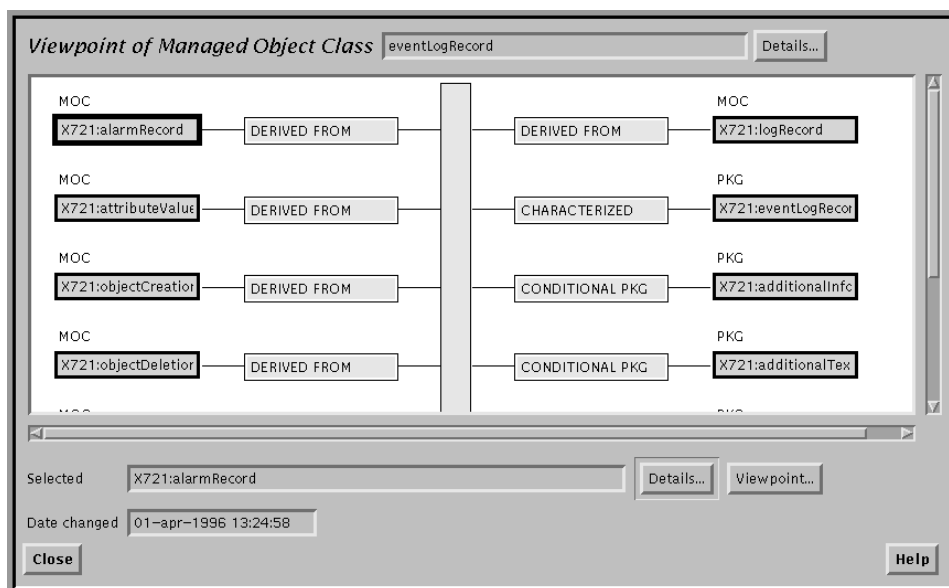 Viewpoint of Managed Object Class eventLogRecord Details...
MOC MOC
X721:alarmRecord DERIVED FROM DERIVED FROM X721:logRecord
MOC PKG
X721:attributeValue DERIVED FROM CHARACTERIZED X721:eventLogRecor
MOC PKG
X721:objectCreation DERIVED FROM CONDITIONAL PKG X721:additionalInfo
MOC PKG
X721:objectDeletion DERIVED FROM CONDITIONAL PKG X721:additionalTex
Selected X721:alarmRecord Details... Viewpoint...
Date changed 01-apr-1996 13:24:58
Close Help